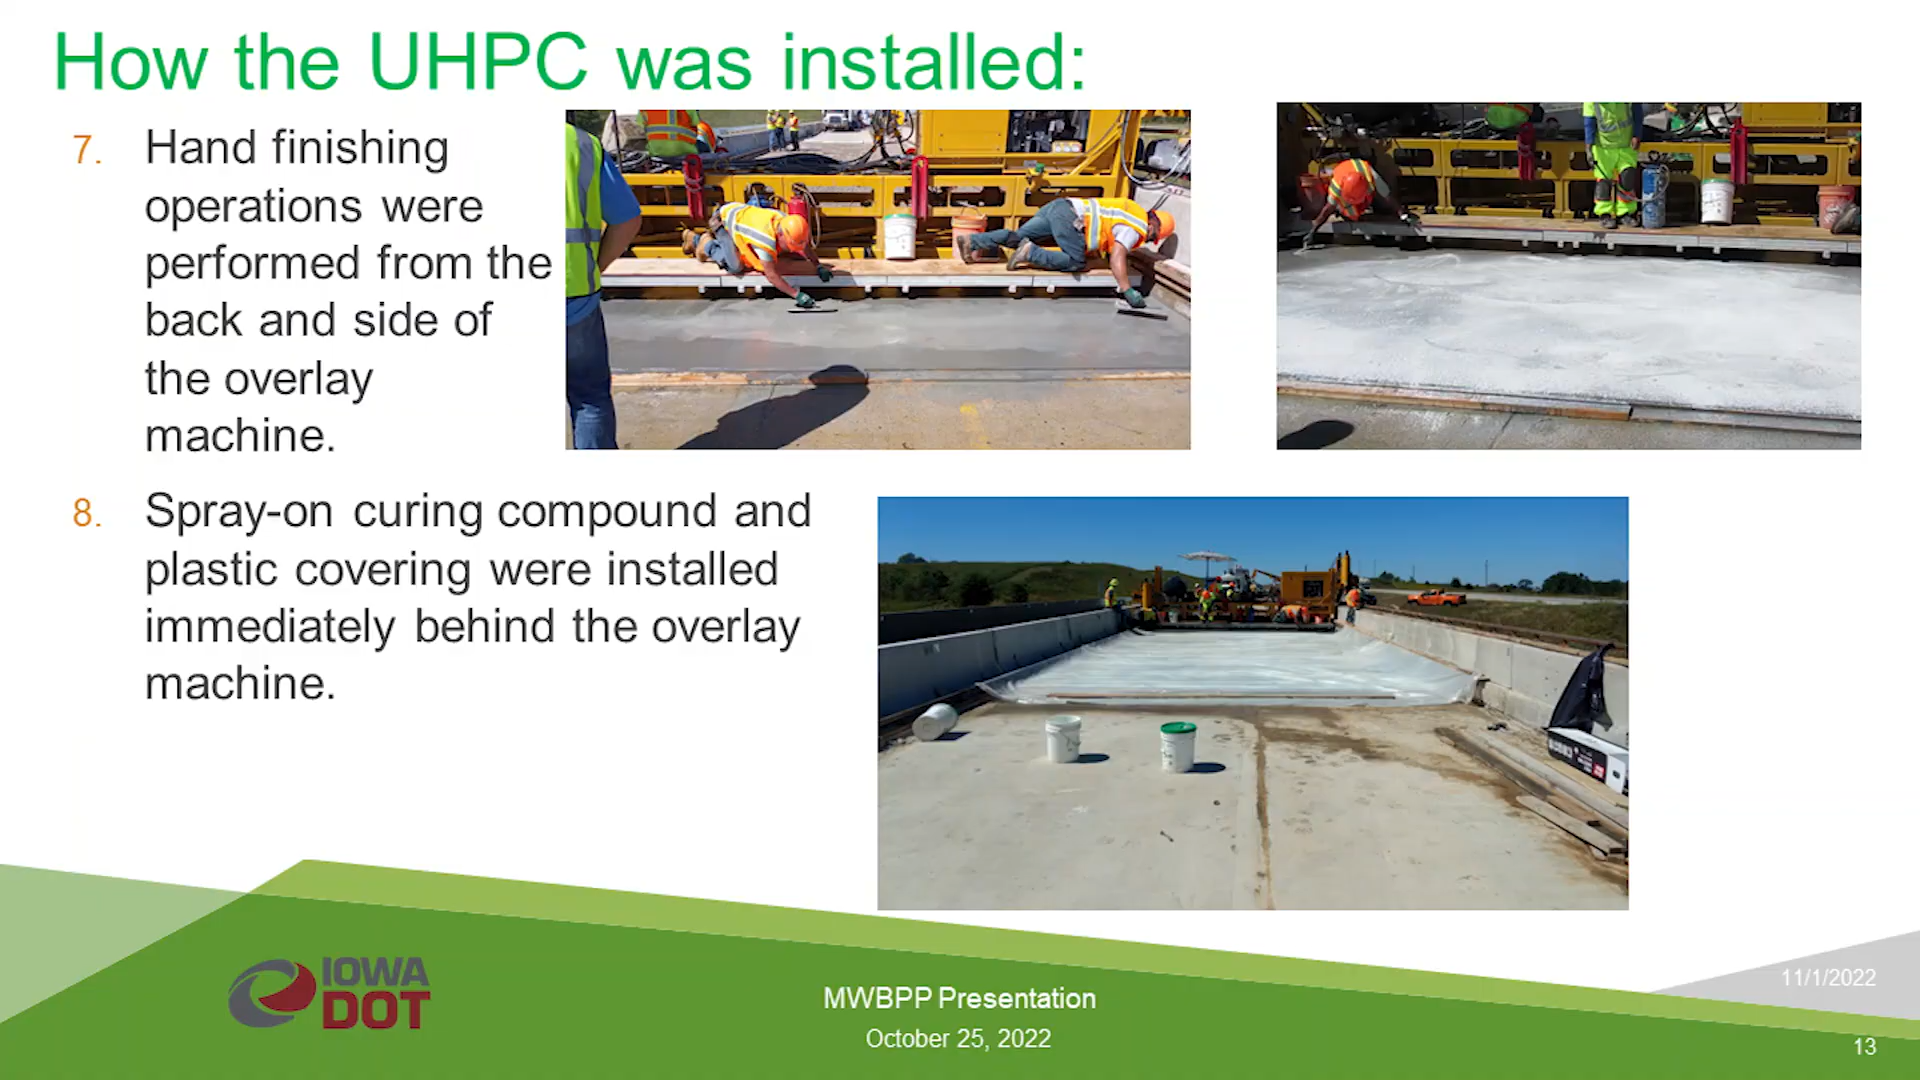 How the UHPC was installed:
7. Hand finishing
operations were
performed from the
back and side of
the overlay
machine.
8. Spray-on curing compound and
plastic covering were installed
immediately behind the overlay
machine.
IOWA
DOT
MWBPP Presentation
October 25, 2022
11/1/2022
13